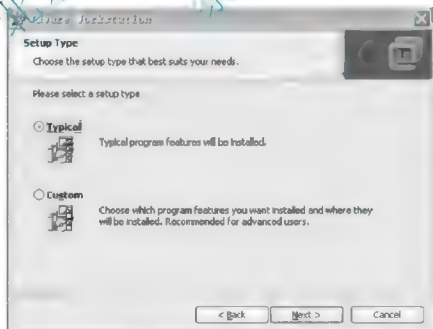 Setup Type
Choose the setup type that best suits your needs.
Please select a setup type
Typical
Typical program features will be installed.
Custom
Choose which program features you want installed and where they
will be installed. Recommended for advanced users.
< Back Next > Cancel